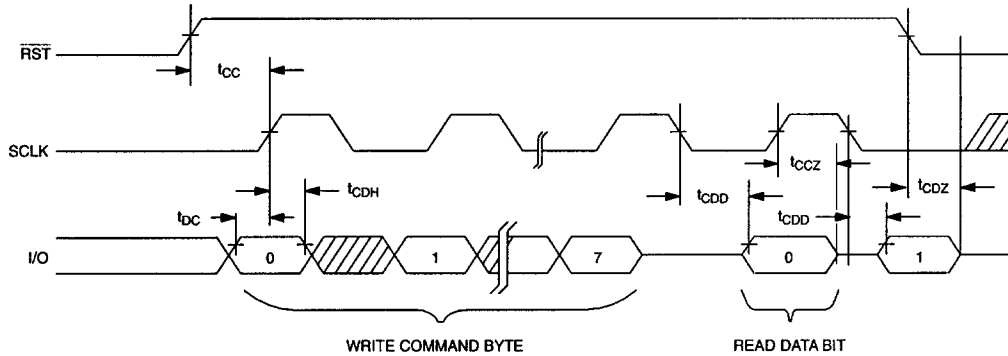 RST
tCC
SCLK
tCCZ
tCDH
tCDD
tCDZ
tDC
tCDD
I/O
0
1
7
0
1
WRITE COMMAND BYTE
READ DATA BIT